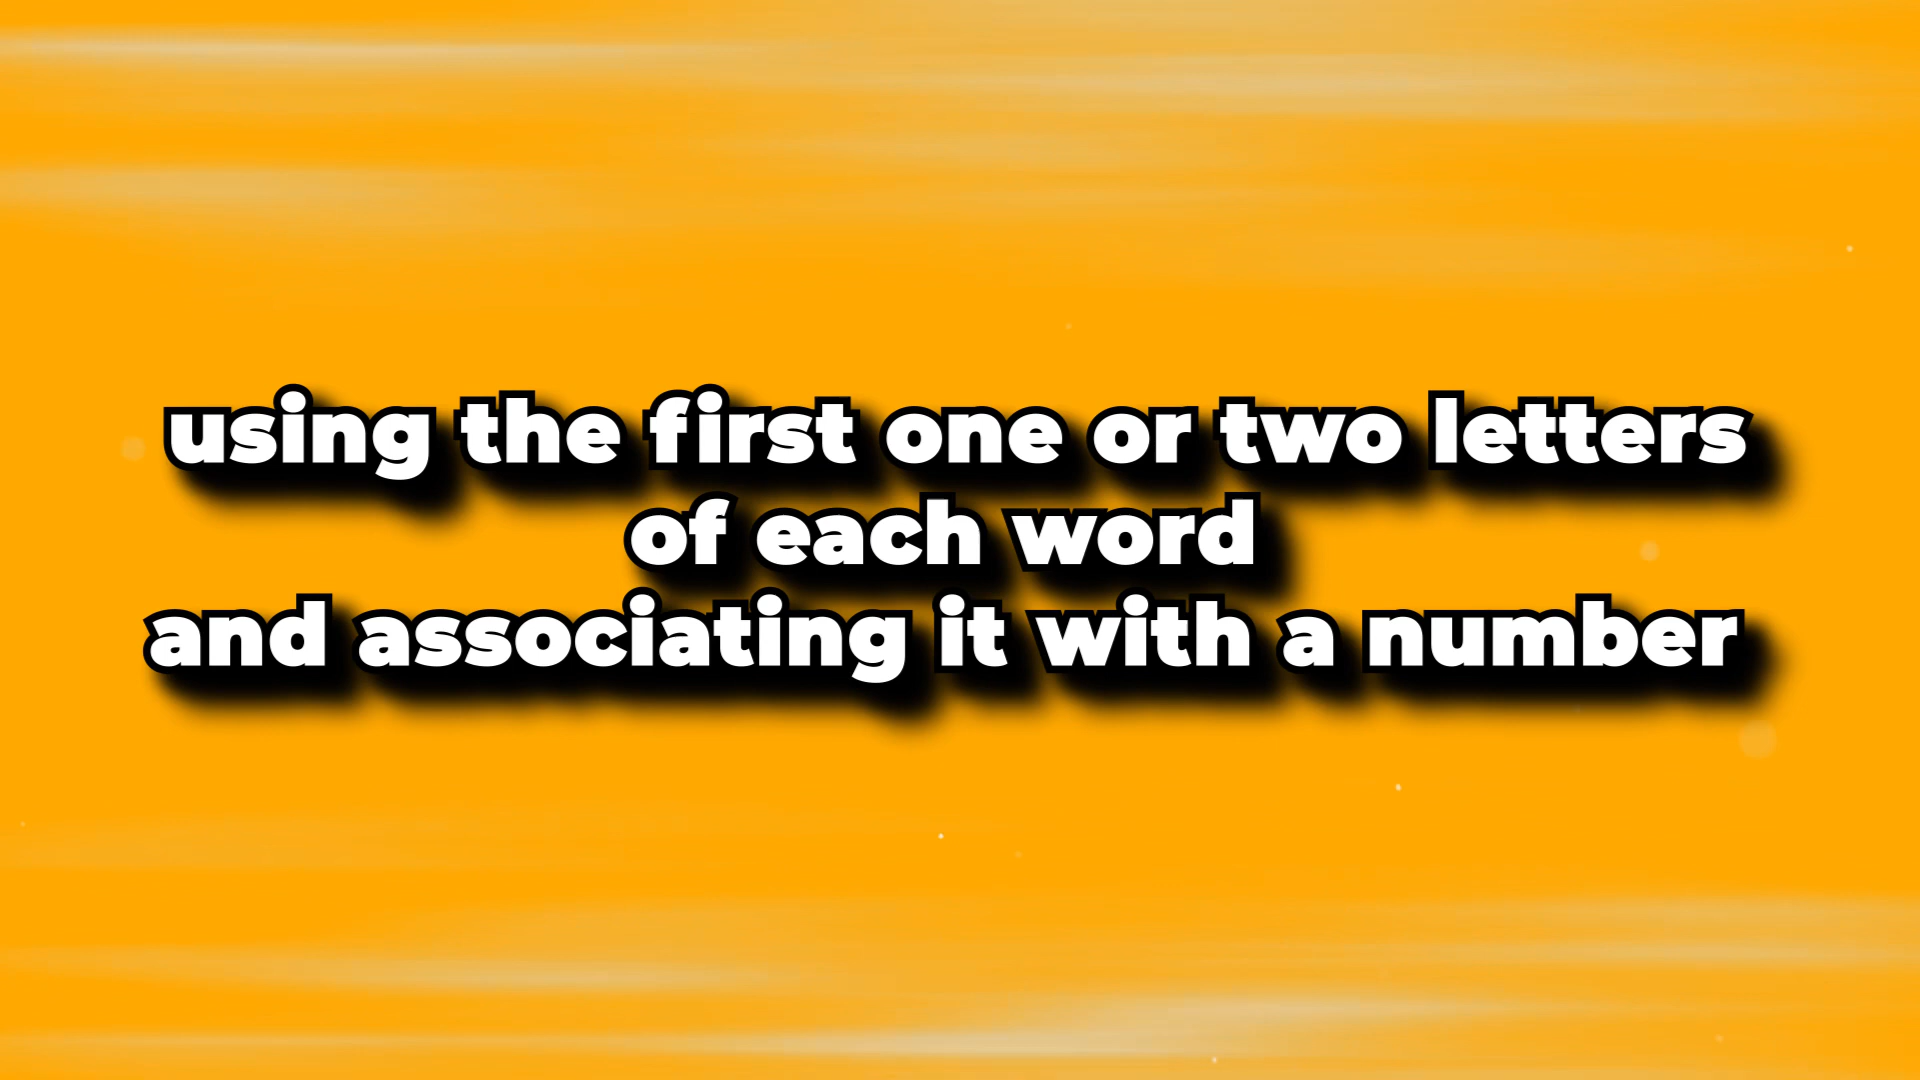 using the first one or two letters
of each word
and associating it with a number